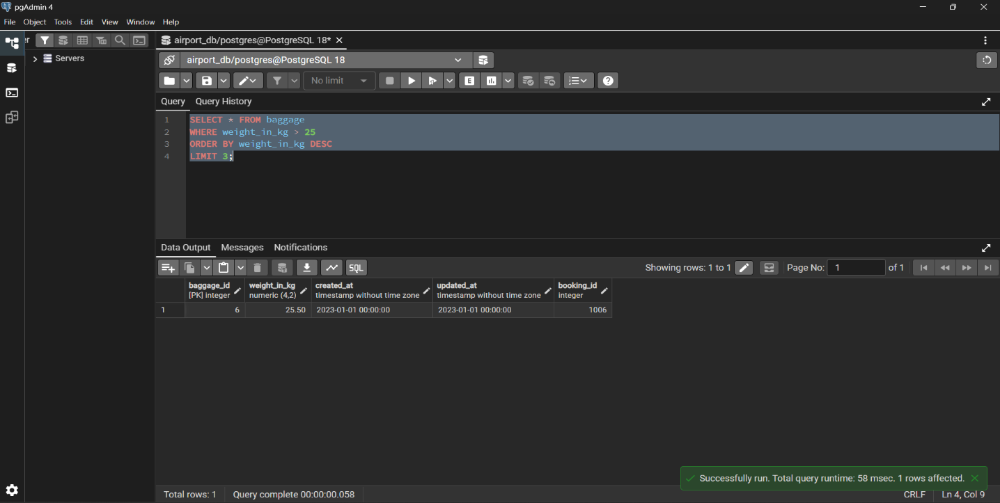 pgAdmin 4
File Object Tools Edit View Window Help
er
airport_db/postgres@PostgreSQL 18*
Servers
airport_db/postgres@PostgreSQL 18
No limit
E
Query Query History
1 SELECT * FROM baggage
2 WHERE weight_in_kg > 25
3 ORDER BY weight_in_kg DESC
4 LIMIT 3;
Data Output Messages Notifications
SQL Showing rows: 1 to 1 Page No: 1 of 1
baggage_id weight_in_kg created_at updated_at booking_id
[PK] integer numeric (4,2) timestamp without time zone timestamp without time zone integer
1 6 25.50 2023-01-01 00:00:00 2023-01-01 00:00:00 1006
Successfully run. Total query runtime: 58 msec. 1 rows affected.
Total rows: 1 Query complete 00:00:00.058 CRLF Ln 4, Col 9